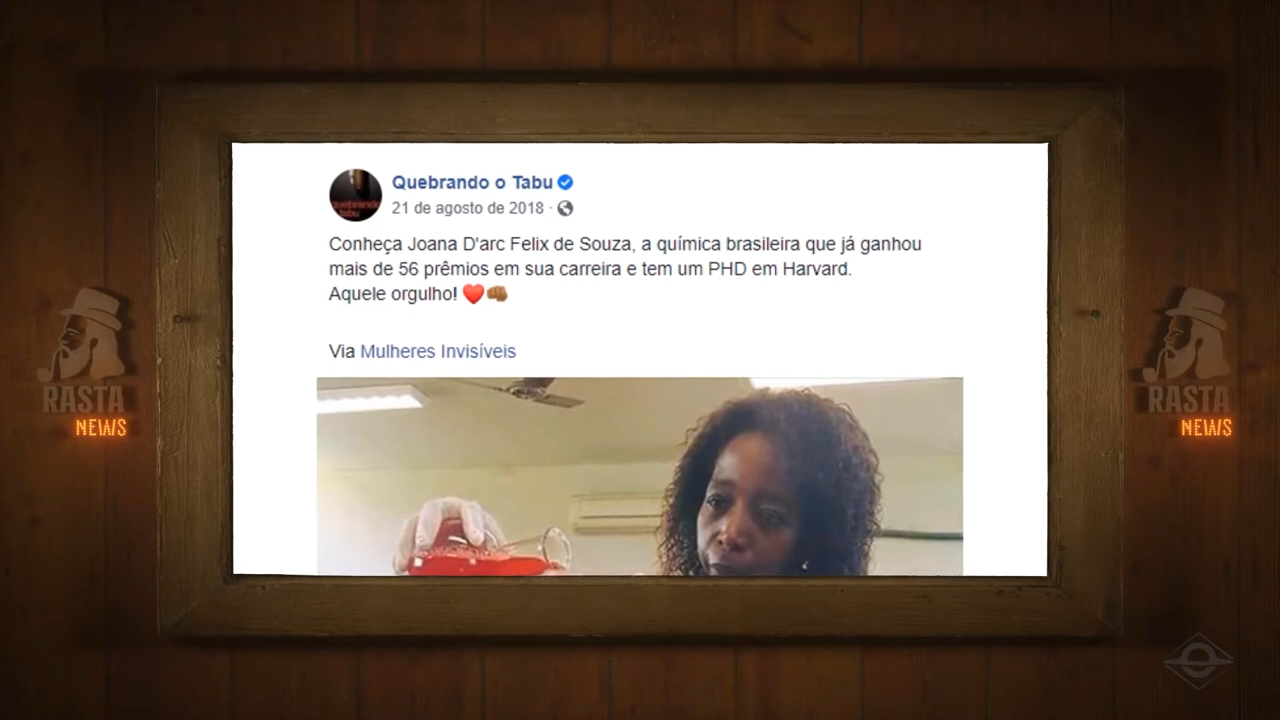 Quebrando o Tabu
21 de agosto de 2018 ·
Conheça Joana D'arc Felix de Souza, a química brasileira que já ganhou
mais de 56 prêmios em sua carreira e tem um PHD em Harvard.
Aquele orgulho! ❤️👊🏾
Via Mulheres Invisíveis
quebrando
tabu
RASTA
NEWS
RASTA
NEWS